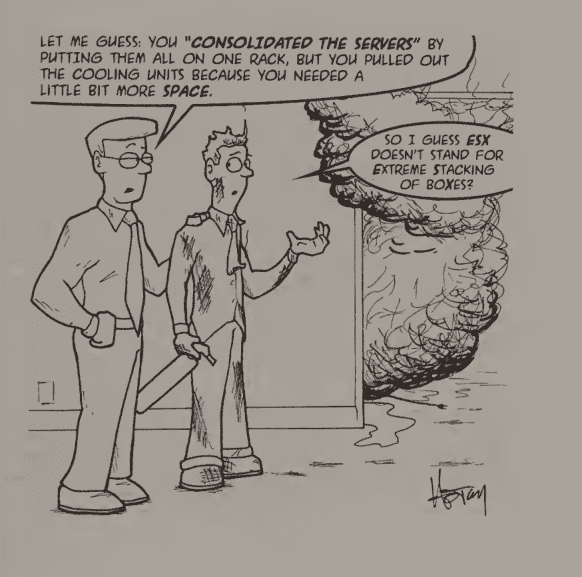 LET ME GUESS: YOU "CONSOLIDATED THE SERVERS" BY
PUTTING THEM ALL ON ONE RACK, BUT YOU PULLED OUT
THE COOLING UNITS BECAUSE YOU NEEDED A
LITTLE BIT MORE SPACE.
SO I GUESS ESX
DOESN'T STAND FOR
EXTREME STACKING
OF BOXES?